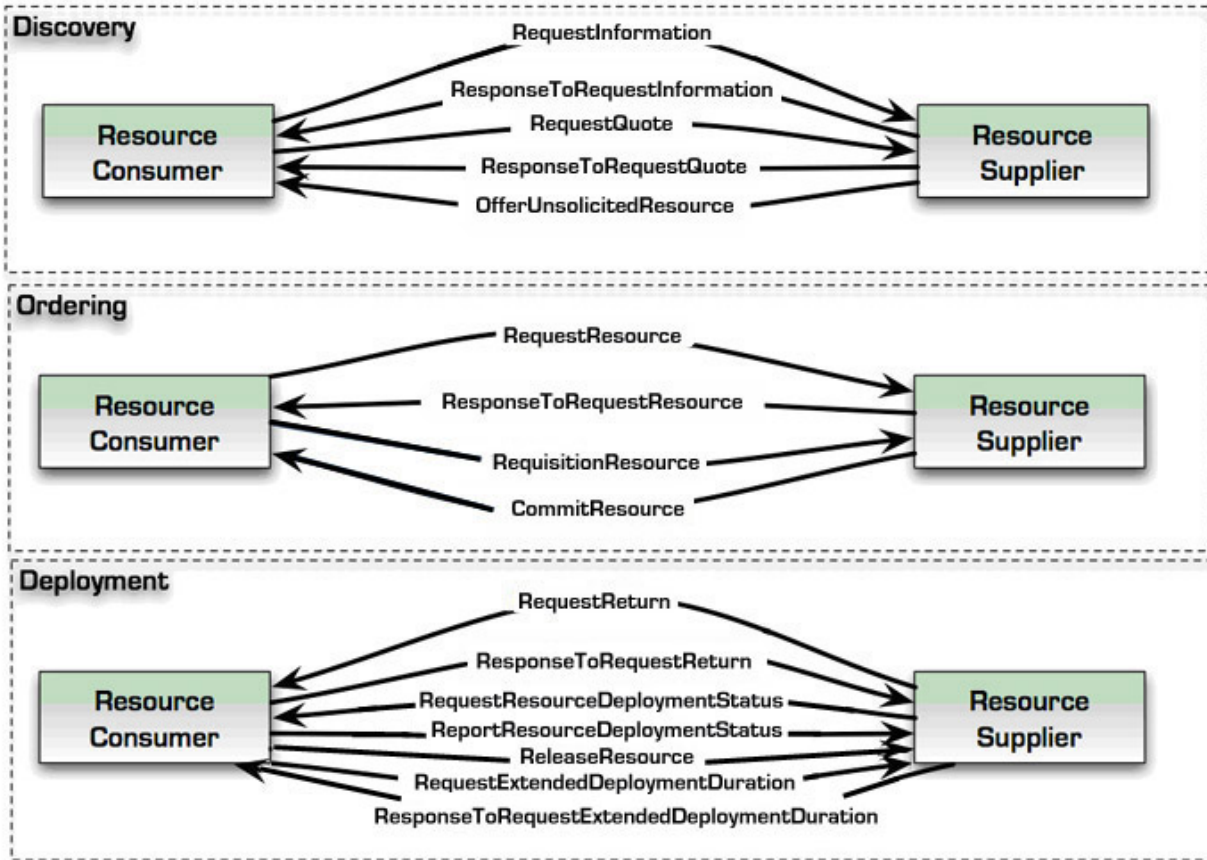 Discovery
RequestInformation
ResponseToRequestInformation
RequestQuote
ResponseToRequestQuote
OfferUnsolicitedResource
Resource
Consumer
Resource
Supplier
Ordering
RequestResource
ResponseToRequestResource
RequisitionResource
CommitResource
Resource
Consumer
Resource
Supplier
Deployment
RequestReturn
ResponseToRequestReturn
RequestResourceDeploymentStatus
ReportResourceDeploymentStatus
ReleaseResource
RequestExtendedDeploymentDuration
ResponseToRequestExtendedDeploymentDuration
Resource
Consumer
Resource
Supplier